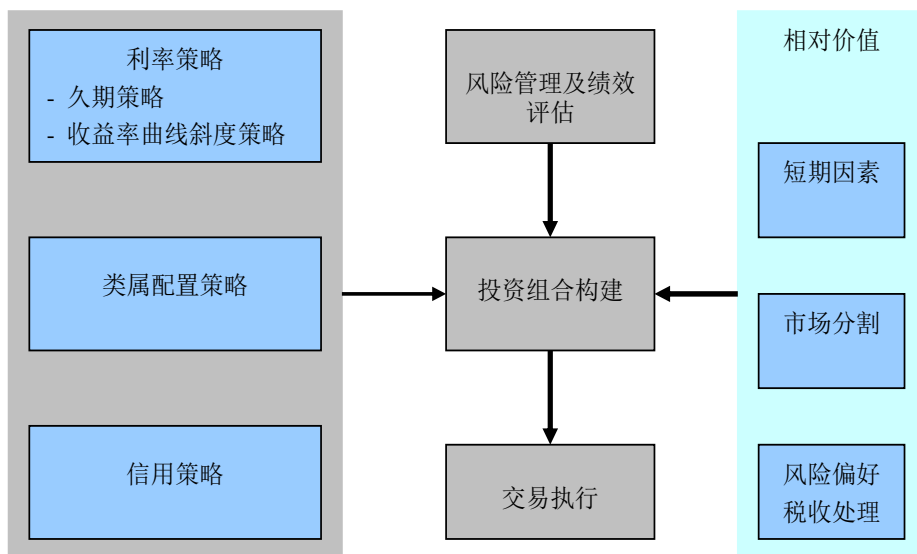 利率策略
- 久期策略
- 收益率曲线斜度策略
类属配置策略
信用策略
风险管理及绩效
评估
投资组合构建
交易执行
相对价值
短期因素
市场分割
风险偏好
税收处理